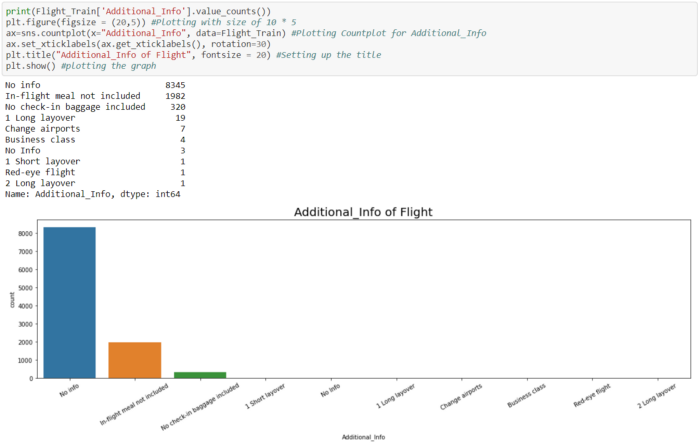 print(Flight_Train['Additional_Info'].value_counts())
plt.figure(figsize = (20,5)) #Plotting with size of 10 * 5
ax=sns.countplot(x="Additional_Info", data=Flight_Train) #Plotting Countplot for Additional_Info
ax.set_xticklabels(ax.get_xticklabels(), rotation=30)
plt.title("Additional_Info of Flight", fontsize = 20) #Setting up the title
plt.show() #plotting the graph
No info 8345
In-flight meal not included 1982
No check-in baggage included 320
1 Long layover 19
Change airports 7
Business class 4
No Info 3
1 Short layover 1
Red-eye flight 1
2 Long layover 1
Name: Additional_Info, dtype: int64
Additional_Info of Flight
8000
7000
6000
5000
4000
3000
2000
1000
0
count
No info
In-flight meal not included
No check-in baggage included
1 Short layover
No Info
1 Long layover
Change airports
Business class
Red-eye flight
2 Long layover
Additional_Info